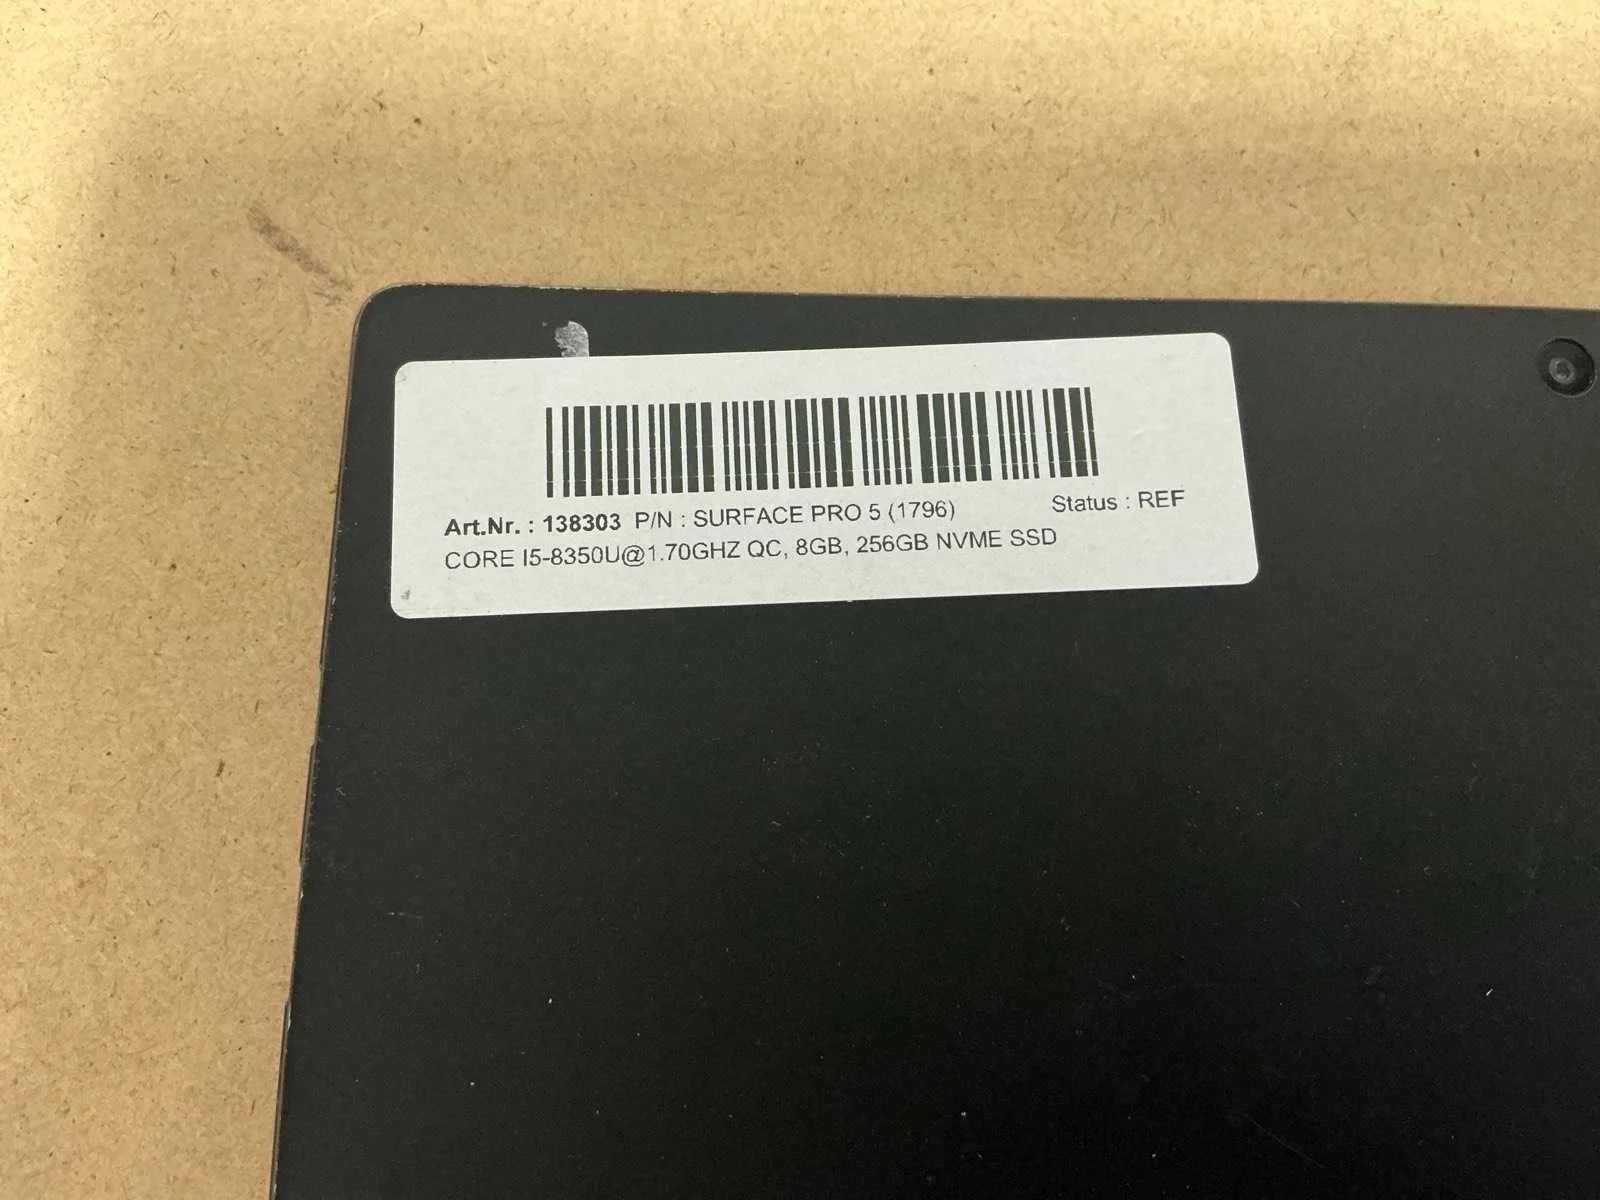 Art.Nr. : 138303 P/N : SURFACE PRO 5 (1796) Status : REF
CORE I5-8350U@1.70GHZ QC, 8GB, 256GB NVME SSD